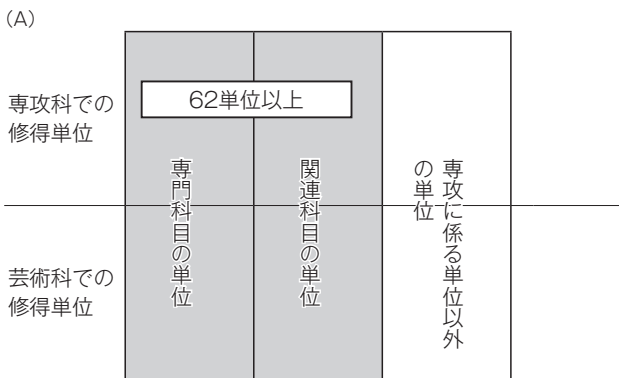 (A)
専攻科での
修得単位
62単位以上
専門科目の単位
関連科目の単位
専攻に係る単位以外
の単位
芸術科での
修得単位